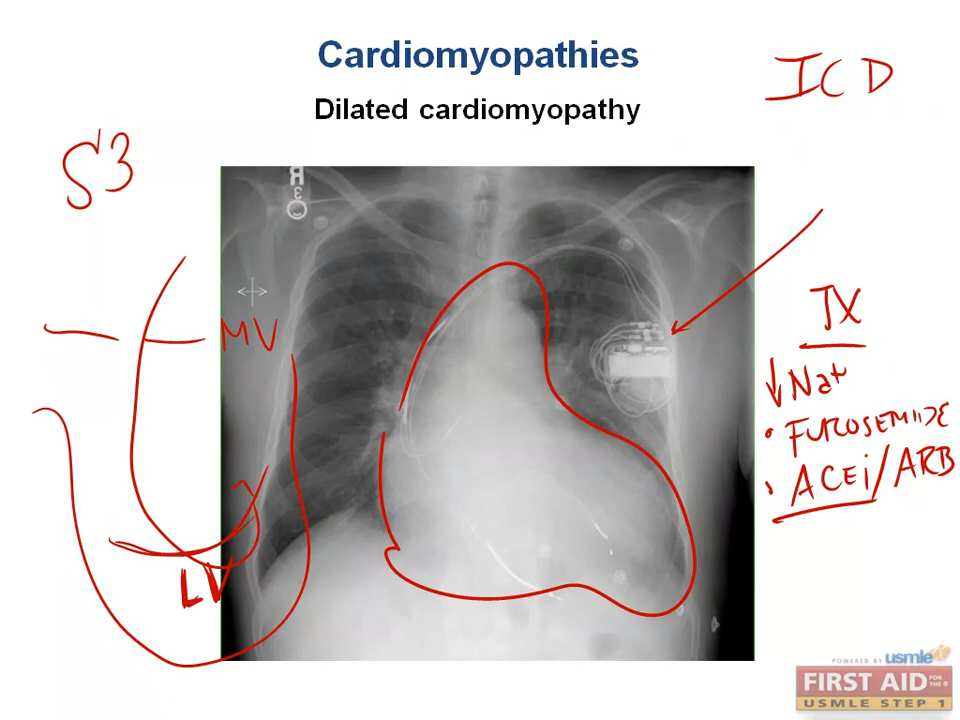 Cardiomyopathies
Dilated cardiomyopathy
ICD
S3
R
MV
TX
↓ Na+
• FUROSEMIDE
• ACEi/ARB
LV
POWERED BY usmle
FIRST AID FOR THE®
USMLE STEP 1